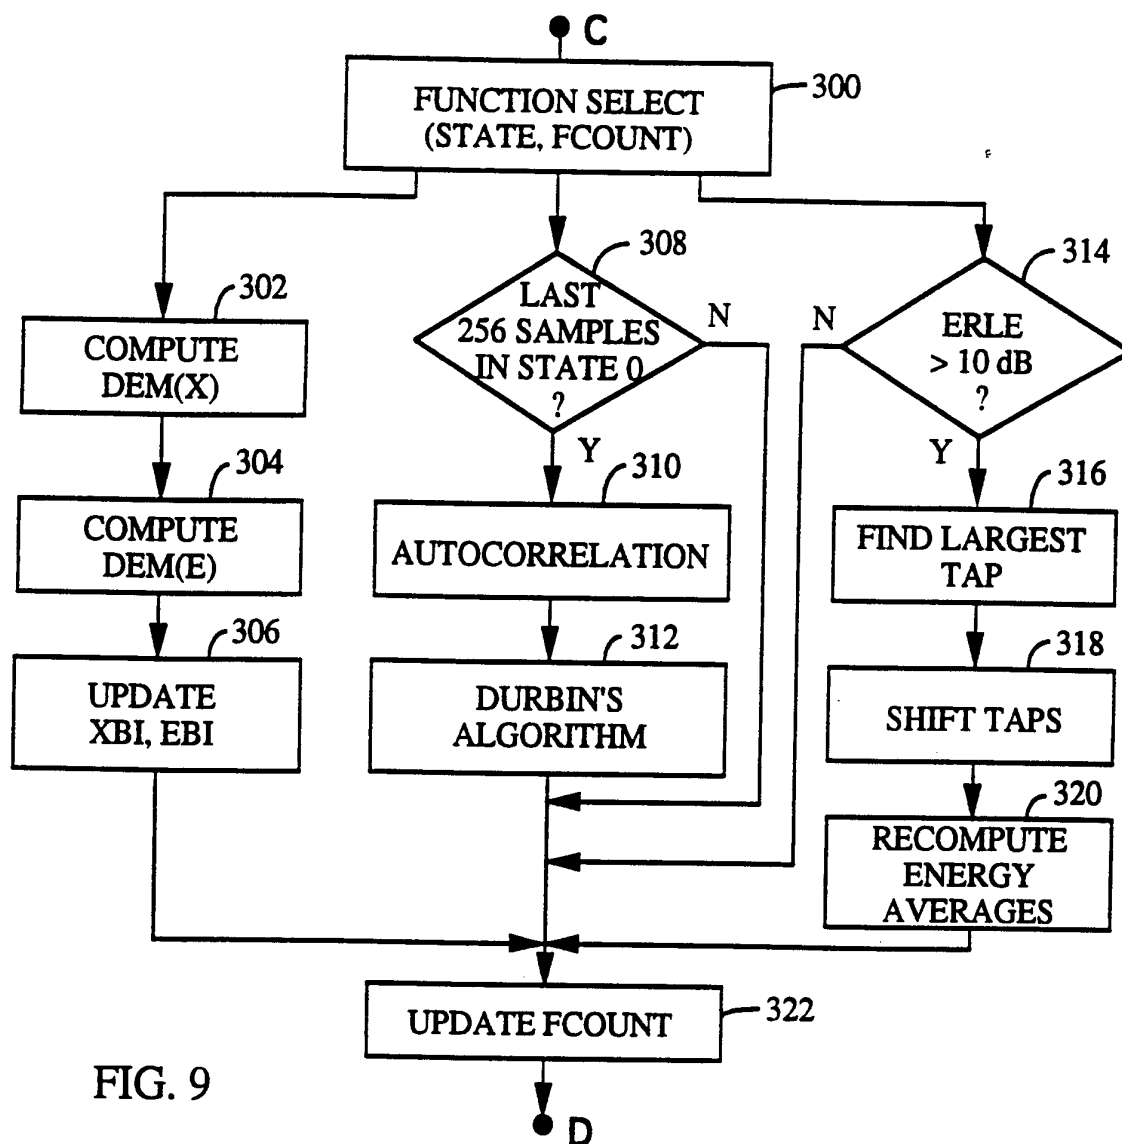 C
FUNCTION SELECT
(STATE, FCOUNT)
300
302
COMPUTE
DEM(X)
304
COMPUTE
DEM(E)
306
UPDATE
XBI, EBI
308
LAST
256 SAMPLES
IN STATE 0
?
N
Y
310
AUTOCORRELATION
312
DURBIN'S
ALGORITHM
314
ERLE
> 10 dB
?
N
Y
316
FIND LARGEST
TAP
318
SHIFT TAPS
320
RECOMPUTE
ENERGY
AVERAGES
UPDATE FCOUNT
322
D
FIG. 9